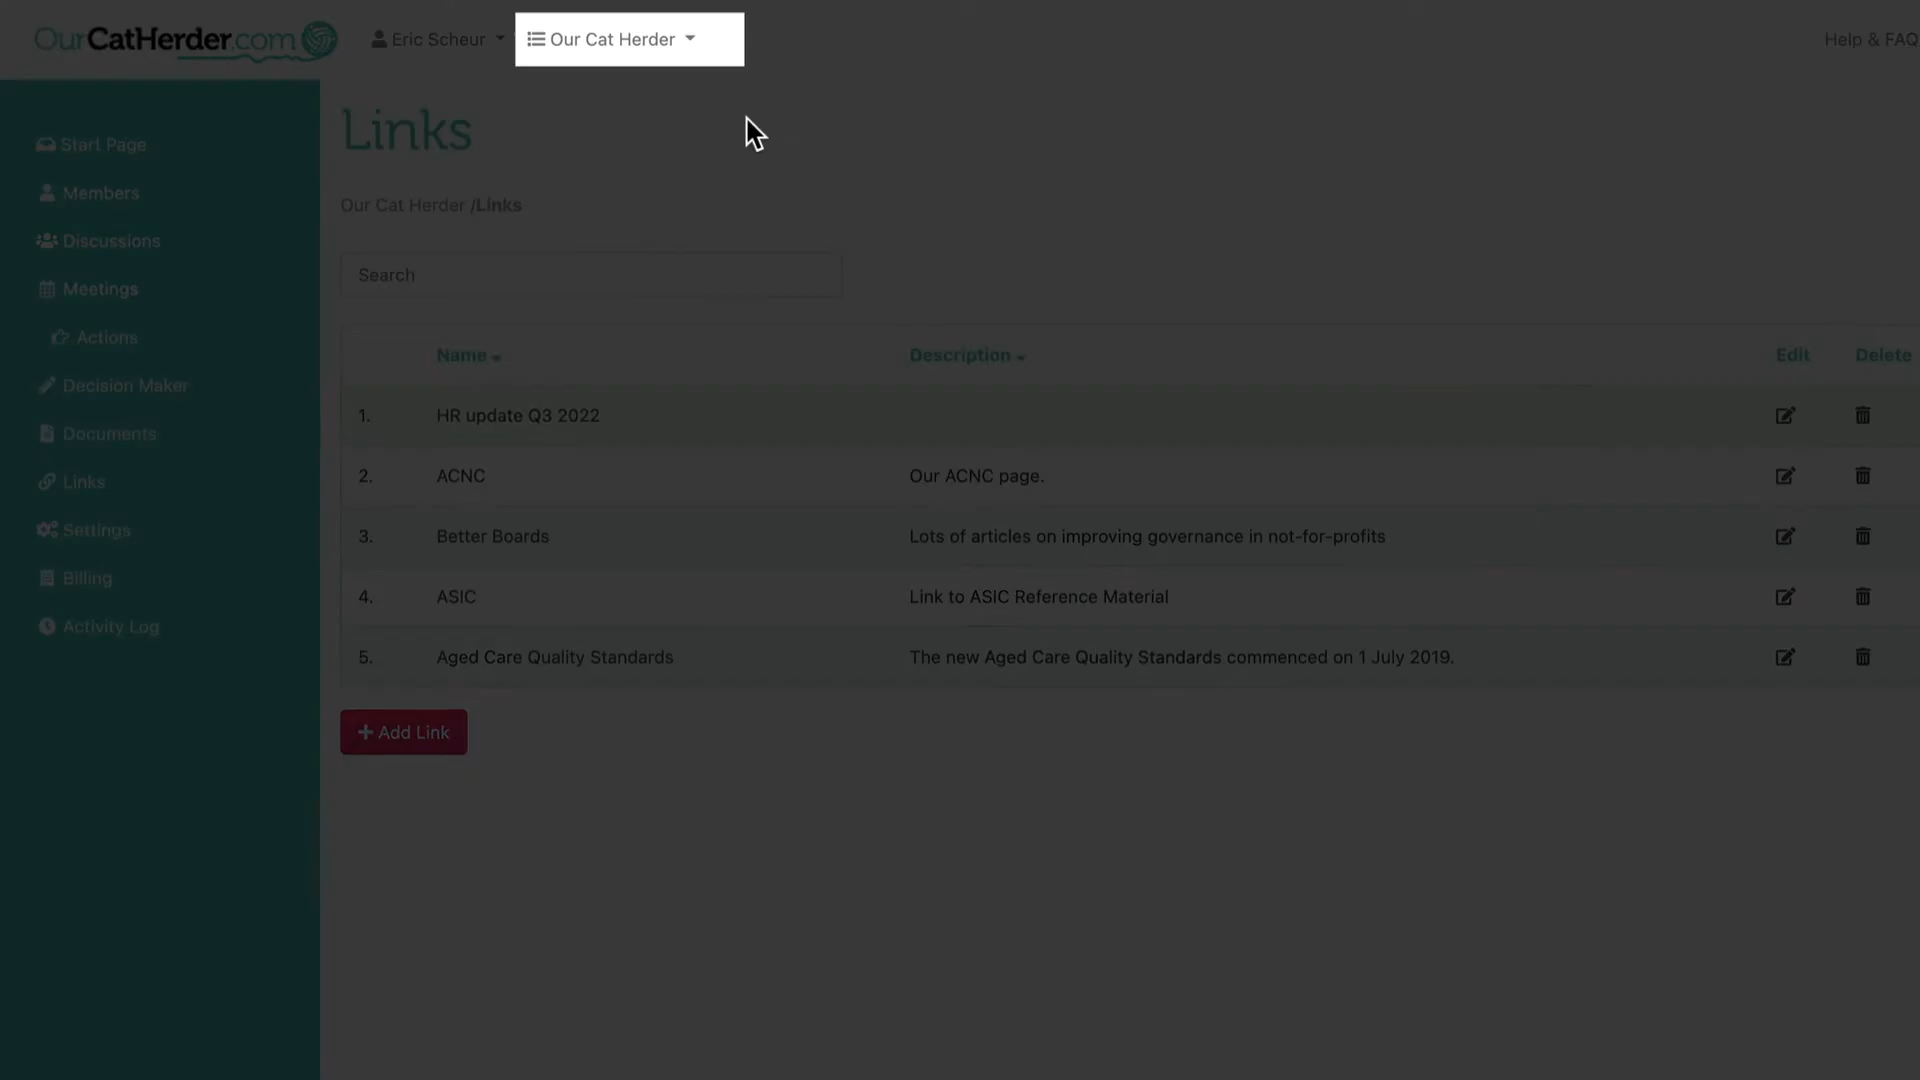 OurCatHerder.com
Eric Scheur
Our Cat Herder
Help & FAQ
Start Page
Members
Discussions
Meetings
Actions
Decision Maker
Documents
Links
Settings
Billing
Activity Log
Links
Our Cat Herder /Links
Search
Name Description Edit Delete
1. HR update Q3 2022
2. ACNC Our ACNC page.
3. Better Boards Lots of articles on improving governance in not-for-profits
4. ASIC Link to ASIC Reference Material
5. Aged Care Quality Standards The new Aged Care Quality Standards commenced on 1 July 2019.
Add Link